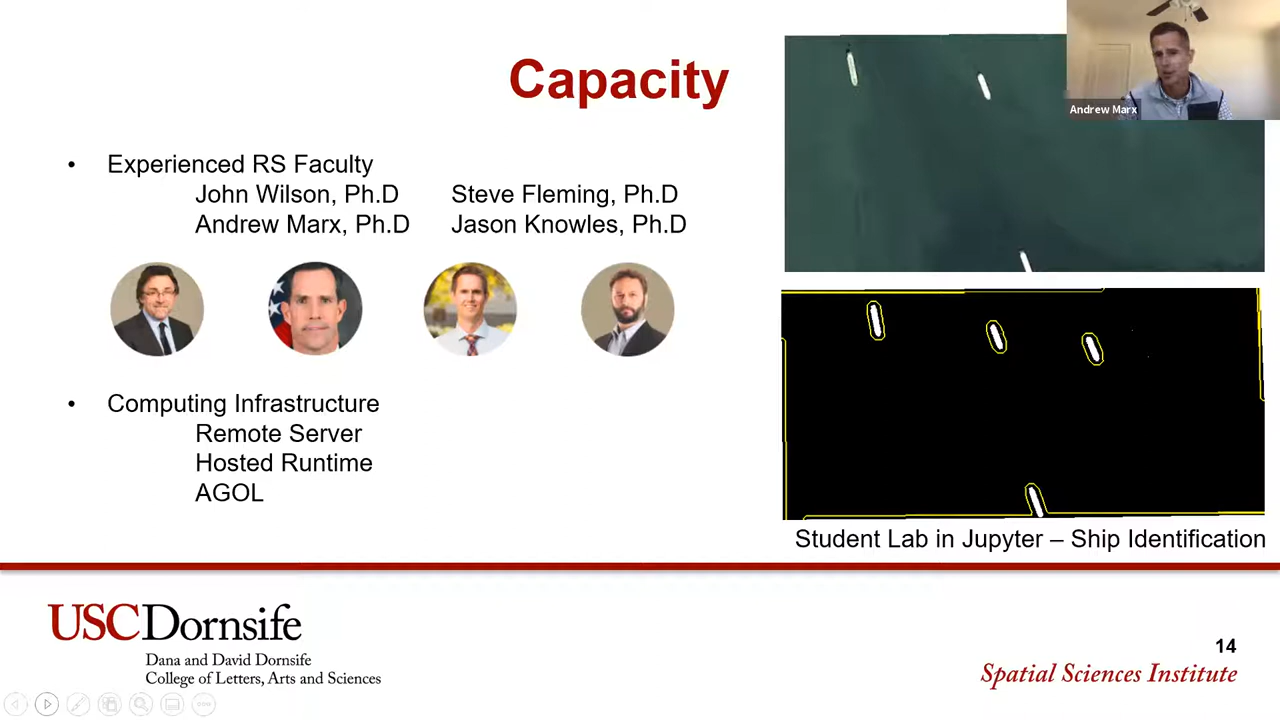 Capacity
Andrew Marx
• Experienced RS Faculty
John Wilson, Ph.D Steve Fleming, Ph.D
Andrew Marx, Ph.D Jason Knowles, Ph.D
• Computing Infrastructure
Remote Server
Hosted Runtime
AGOL
Student Lab in Jupyter – Ship Identification
USCDornsife
Dana and David Dornsife
College of Letters, Arts and Sciences
14
Spatial Sciences Institute